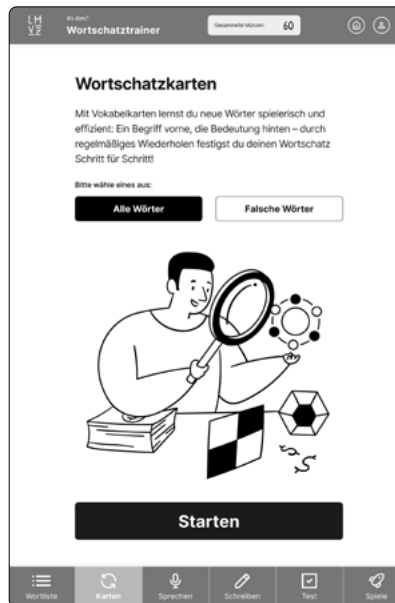 LM
VZ
dis donc!
Wortschatztrainer
Gesammelte Münzen 60
Wortschatzkarten
Mit Vokabelkarten lernst du neue Wörter spielerisch und
effizient: Ein Begriff vorne, die Bedeutung hinten – durch
regelmäßiges Wiederholen festigst du deinen Wortschatz
Schritt für Schritt!
Bitte wähle eines aus:
Alle Wörter Falsche Wörter
Starten
Wortliste Karten Sprechen Schreiben Test Spiele